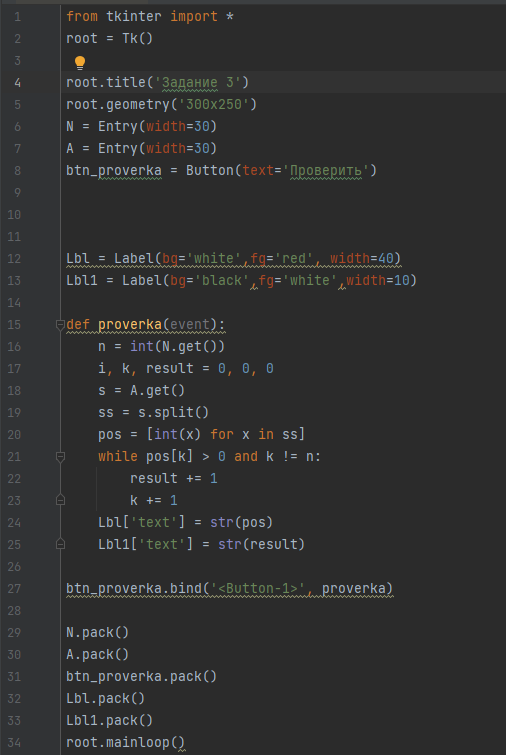 1 from tkinter import *
2 root = Tk()
3
4 root.title('Задание 3')
5 root.geometry('300x250')
6 N = Entry(width=30)
7 A = Entry(width=30)
8 btn_proverka = Button(text='Проверить')
9
10
11
12 Lbl = Label(bg='white',fg='red', width=40)
13 Lbl1 = Label(bg='black',fg='white',width=10)
14
15 def proverka(event):
16     n = int(N.get())
17     i, k, result = 0, 0, 0
18     s = A.get()
19     ss = s.split()
20     pos = [int(x) for x in ss]
21     while pos[k] > 0 and k != n:
22         result += 1
23         k += 1
24     Lbl['text'] = str(pos)
25     Lbl1['text'] = str(result)
26
27 btn_proverka.bind('<Button-1>', proverka)
28
29 N.pack()
30 A.pack()
31 btn_proverka.pack()
32 Lbl.pack()
33 Lbl1.pack()
34 root.mainloop()